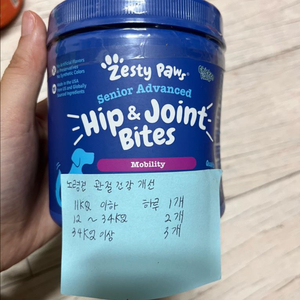 Zesty Paws
Senior Advanced
Hip & Joint
Bites
Mobility
노령견 관절건강 개선
11KG 이하 하루 1개
12 ~ 34KG 2개
34KG 이상 3개